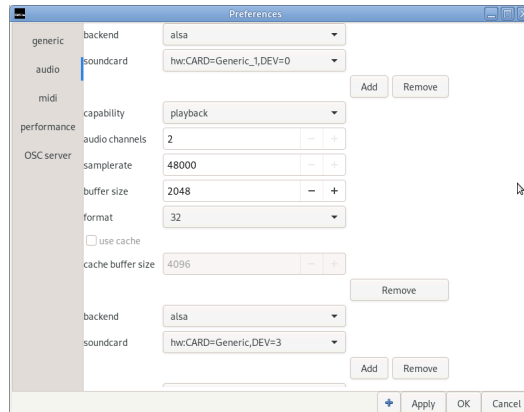 Preferences
generic
audio
midi
performance
OSC server
backend alsa
soundcard hw:CARD=Generic_1,DEV=0
Add Remove
capability playback
audio channels 2 − +
samplerate 48000 − +
buffer size 2048 − +
format 32
use cache
cache buffer size 4096 − +
Remove
backend alsa
soundcard hw:CARD=Generic,DEV=3
Add Remove
+ Apply OK Cancel